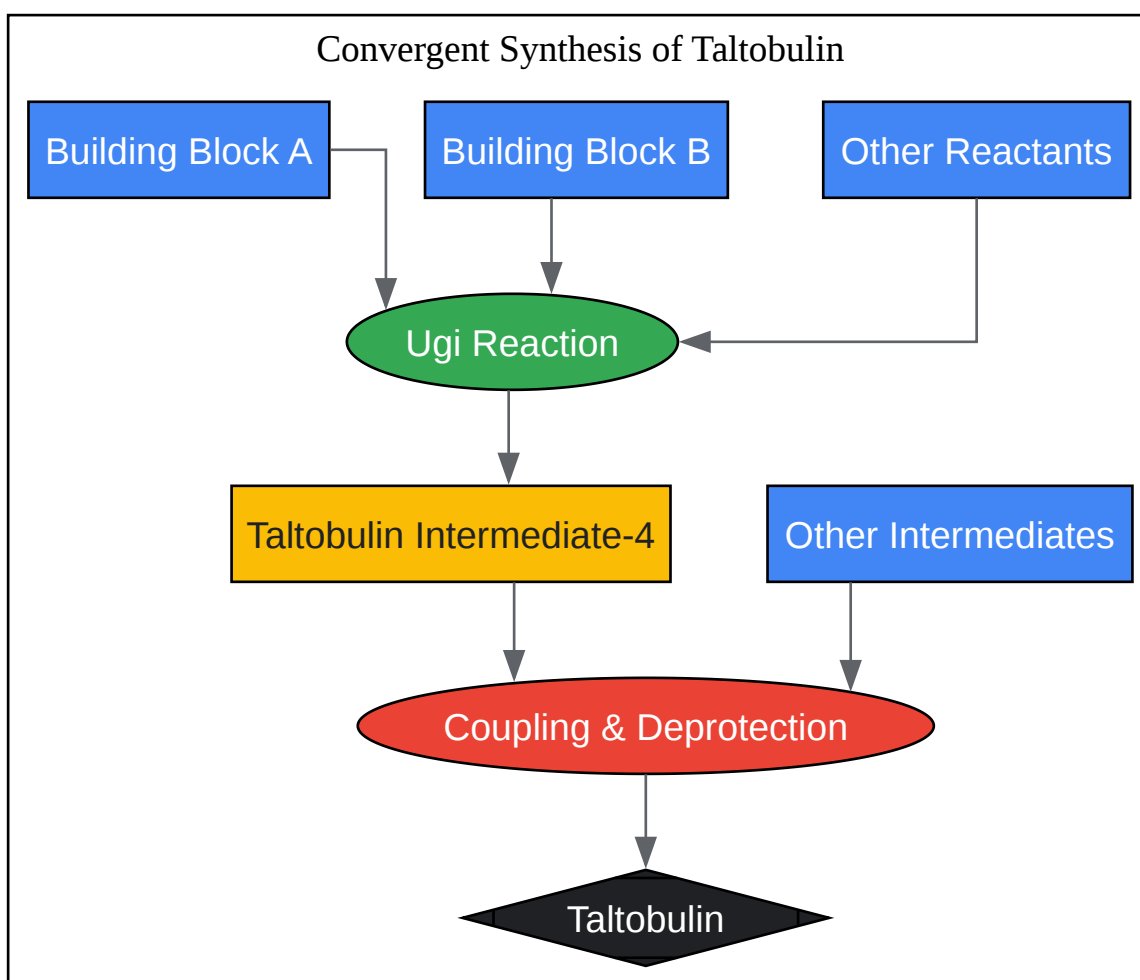 Convergent Synthesis of Taltobulin
Building Block A
Building Block B
Other Reactants
Ugi Reaction
Taltobulin Intermediate-4
Other Intermediates
Coupling & Deprotection
Taltobulin